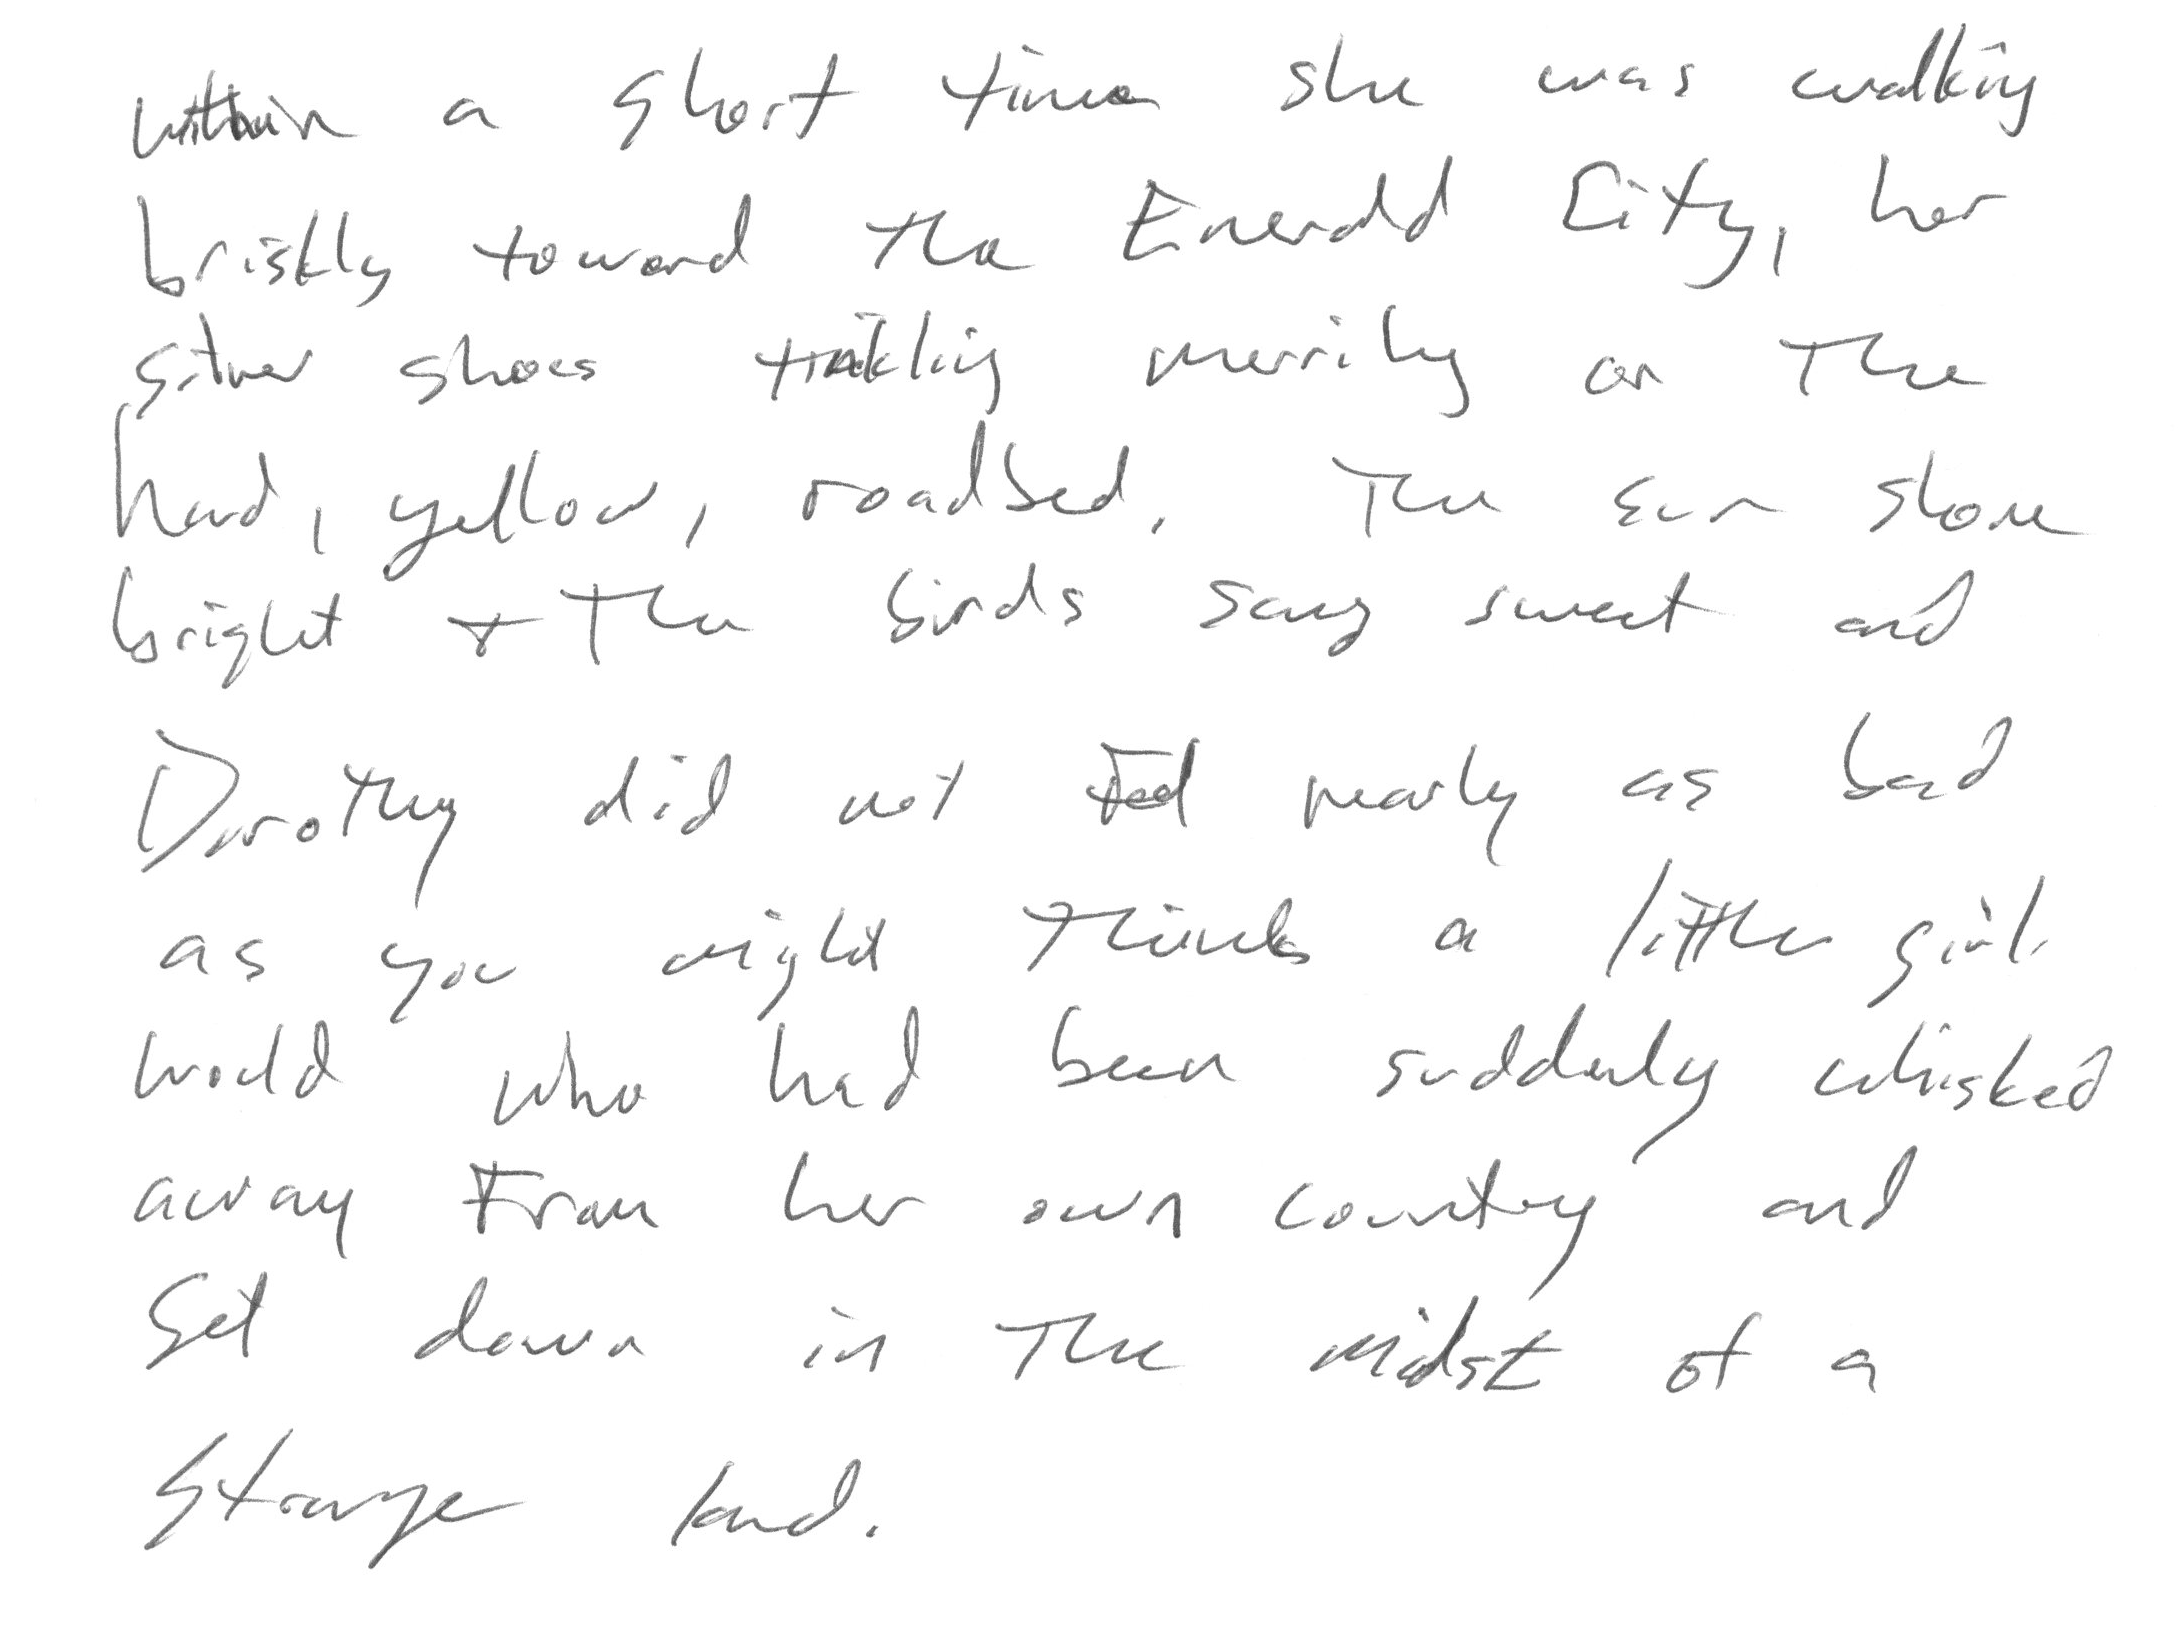 within a short time she was walking
briskly toward the Emerald City, her
silver shoes tinkling merrily on the
hard, yellow, roadbed. The sun shone
bright + the birds sang sweet and
Dorothy did not feel nearly as bad
as you might think a little girl
would who had been suddenly whisked
away from her own country and
set down in the midst of a
strange land.